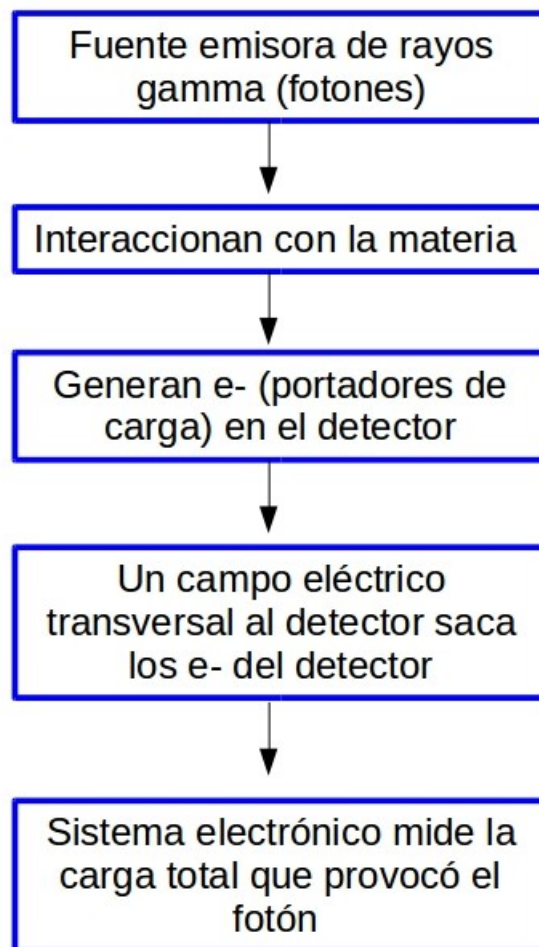 Fuente emisora de rayos
gamma (fotones)
Interaccionan con la materia
Generan e- (portadores de
carga) en el detector
Un campo eléctrico
transversal al detector saca
los e- del detector
Sistema electrónico mide la
carga total que provocó el
fotón